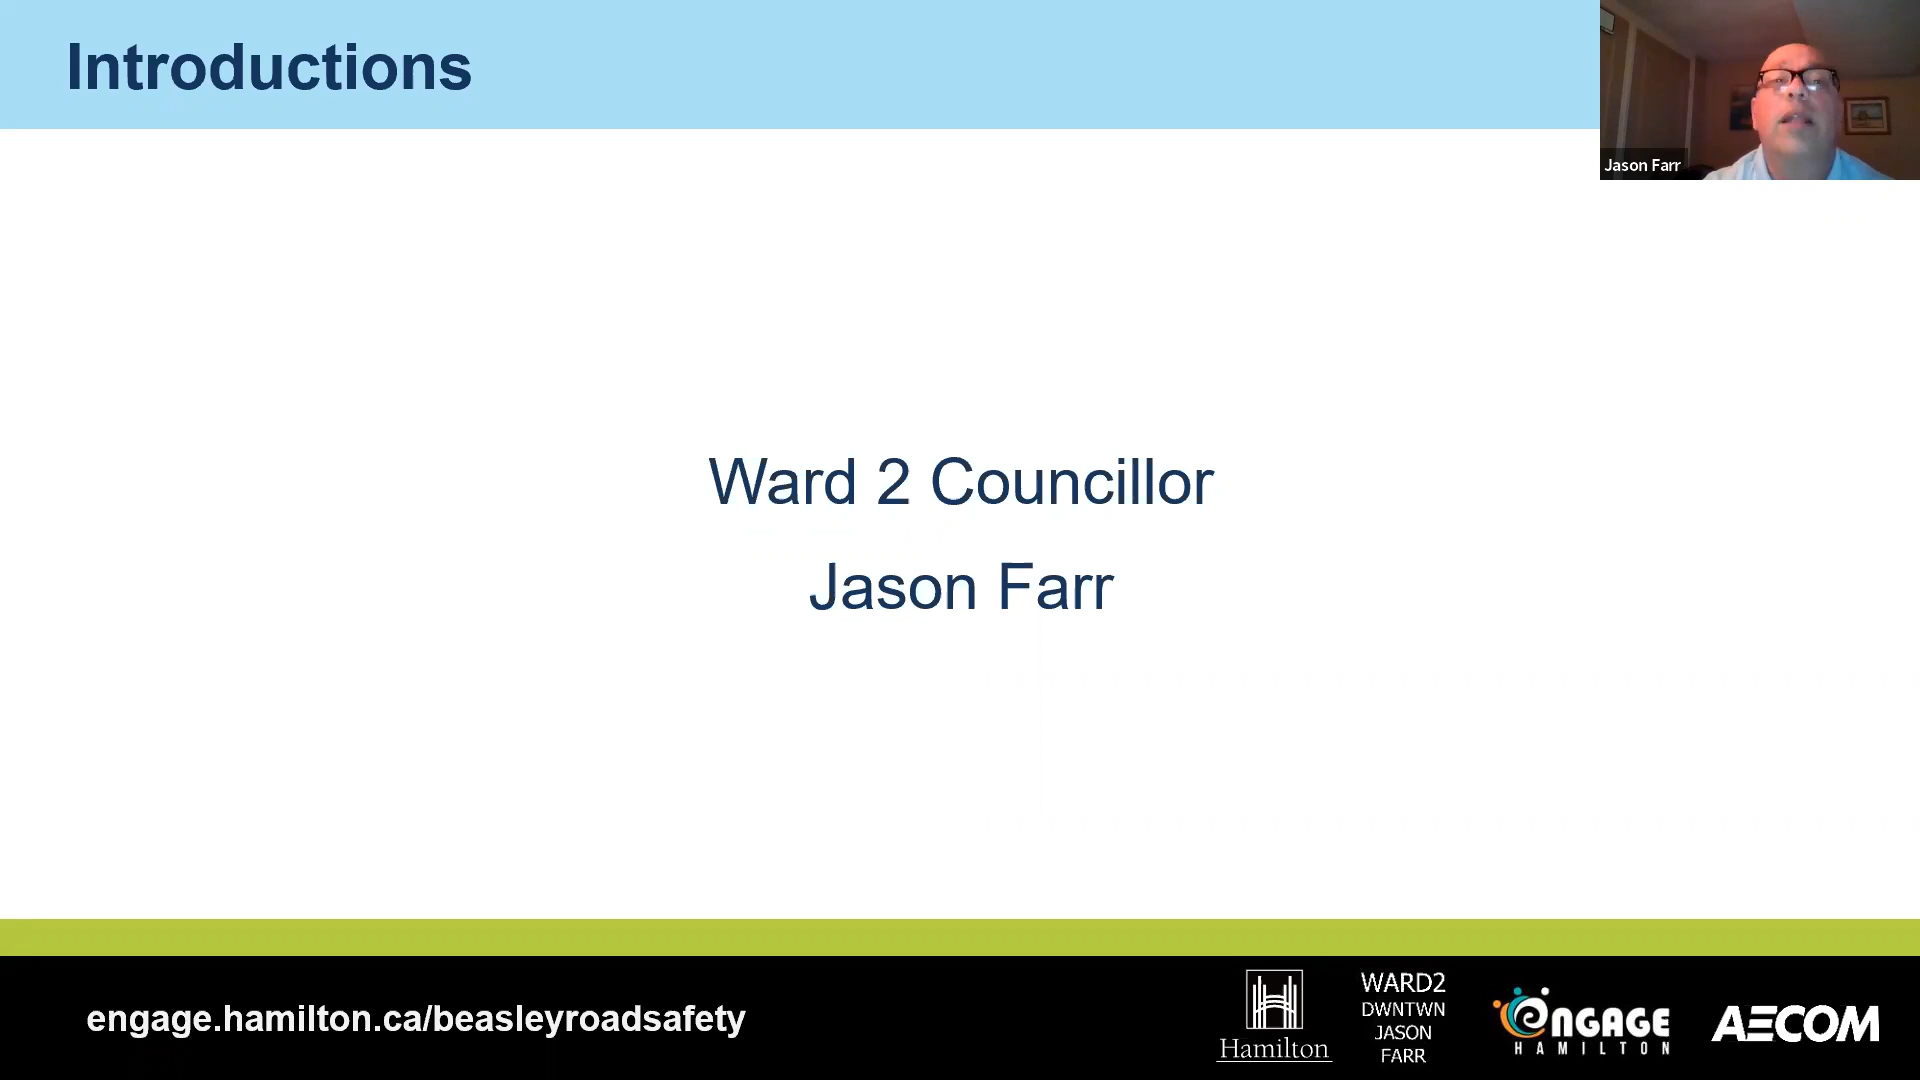 Introductions
Jason Farr
Ward 2 Councillor
Jason Farr
engage.hamilton.ca/beasleyroadsafety
Hamilton
WARD2
DWNTWN
JASON
FARR
eNGAGE
HAMILTON
AECOM